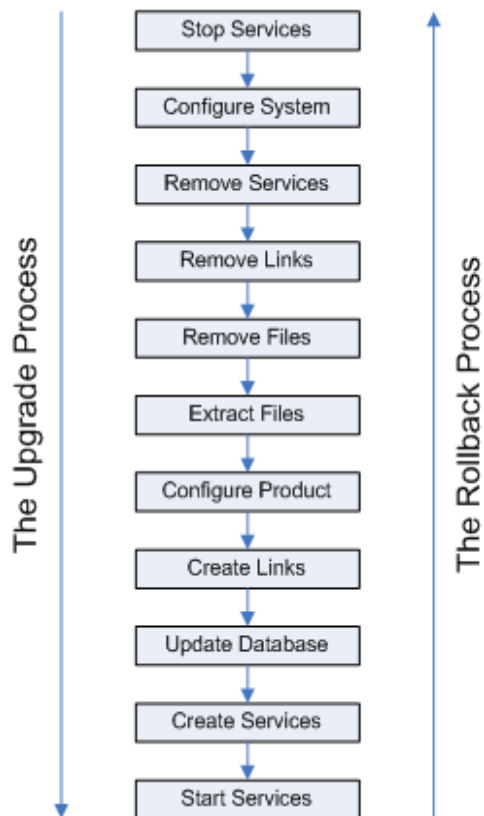 Stop Services
Configure System
Remove Services
Remove Links
Remove Files
Extract Files
Configure Product
Create Links
Update Database
Create Services
Start Services
The Upgrade Process
The Rollback Process